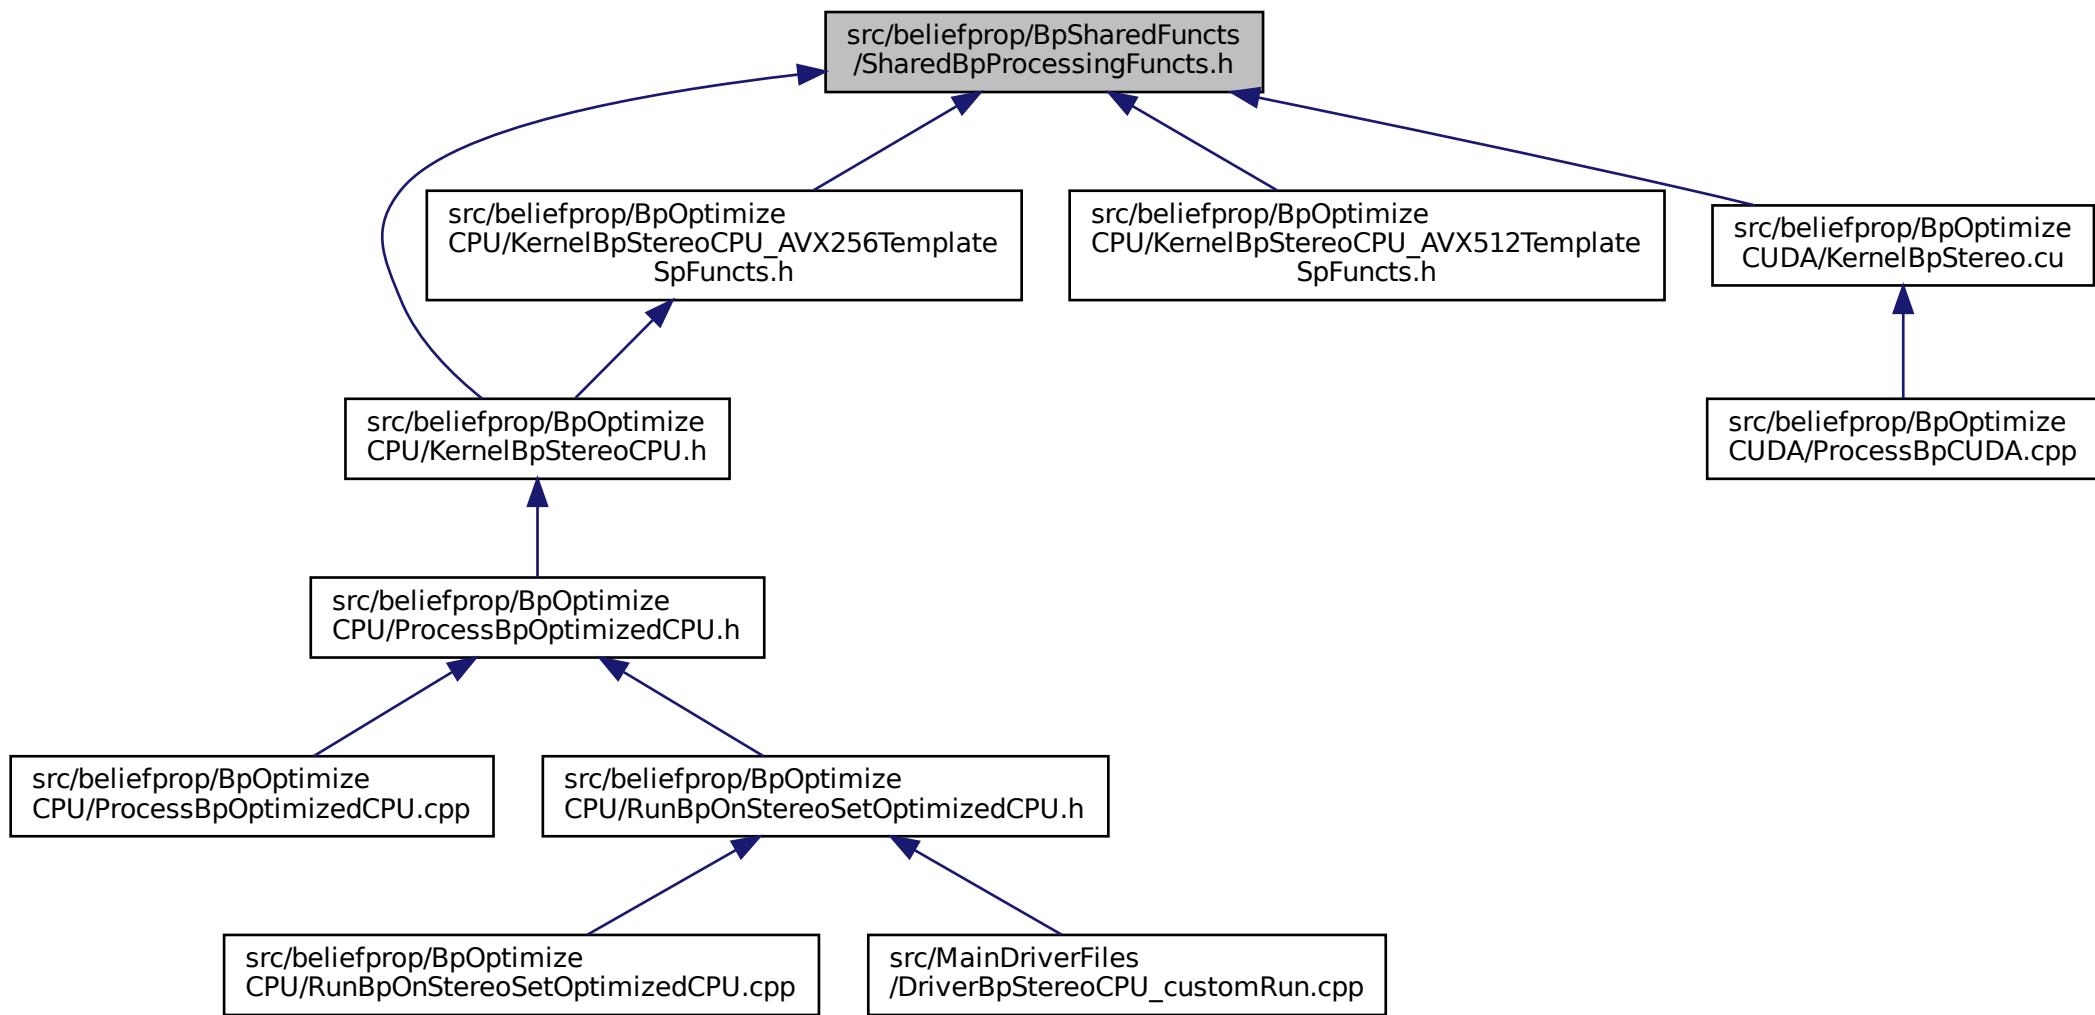 src/beliefprop/BpSharedFuncts
/SharedBpProcessingFuncts.h
src/beliefprop/BpOptimize
CPU/KernelBpStereoCPU_AVX256Template
SpFuncts.h
src/beliefprop/BpOptimize
CPU/KernelBpStereoCPU_AVX512Template
SpFuncts.h
src/beliefprop/BpOptimize
CUDA/KernelBpStereo.cu
src/beliefprop/BpOptimize
CPU/KernelBpStereoCPU.h
src/beliefprop/BpOptimize
CUDA/ProcessBpCUDA.cpp
src/beliefprop/BpOptimize
CPU/ProcessBpOptimizedCPU.h
src/beliefprop/BpOptimize
CPU/ProcessBpOptimizedCPU.cpp
src/beliefprop/BpOptimize
CPU/RunBpOnStereoSetOptimizedCPU.h
src/beliefprop/BpOptimize
CPU/RunBpOnStereoSetOptimizedCPU.cpp
src/MainDriverFiles
/DriverBpStereoCPU_customRun.cpp